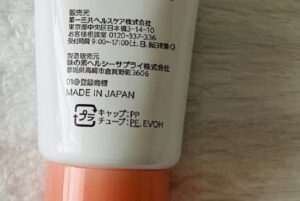 販売元
第一三共ヘルスケア株式会社
東京都中央区日本橋3-14-10
お客様相談室 0120-337-336
受付時間 9:00~17:00(土、日、祝日除く)
製造販売元
味の素ヘルシーサプライ株式会社
群馬県高崎市倉賀野町3606
®登録商標
MADE IN JAPAN
プラ
キャップ:PP
チューブ:PE, EVOH